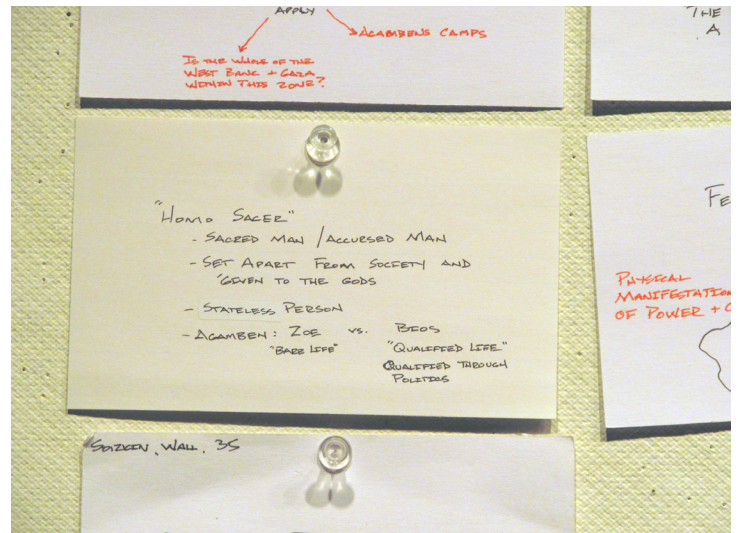 APPLY
AGAMBENS CAMPS
IS THE WHOLE OF THE
WEST BANK + GAZA
WITHIN THIS ZONE?
THE
A
"HOMO SACER"
- SACRED MAN / ACCURSED MAN
- SET APART FROM SOCIETY AND
"GIVEN TO THE GODS
- STATELESS PERSON
- AGAMBEN: ZOE vs. BIOS
"BARE LIFE" "QUALIFIED LIFE"
QUALIFIED THROUGH
POLITICS
FE
PHYSICAL
MANIFESTATION
OF POWER + C
WALL, 35